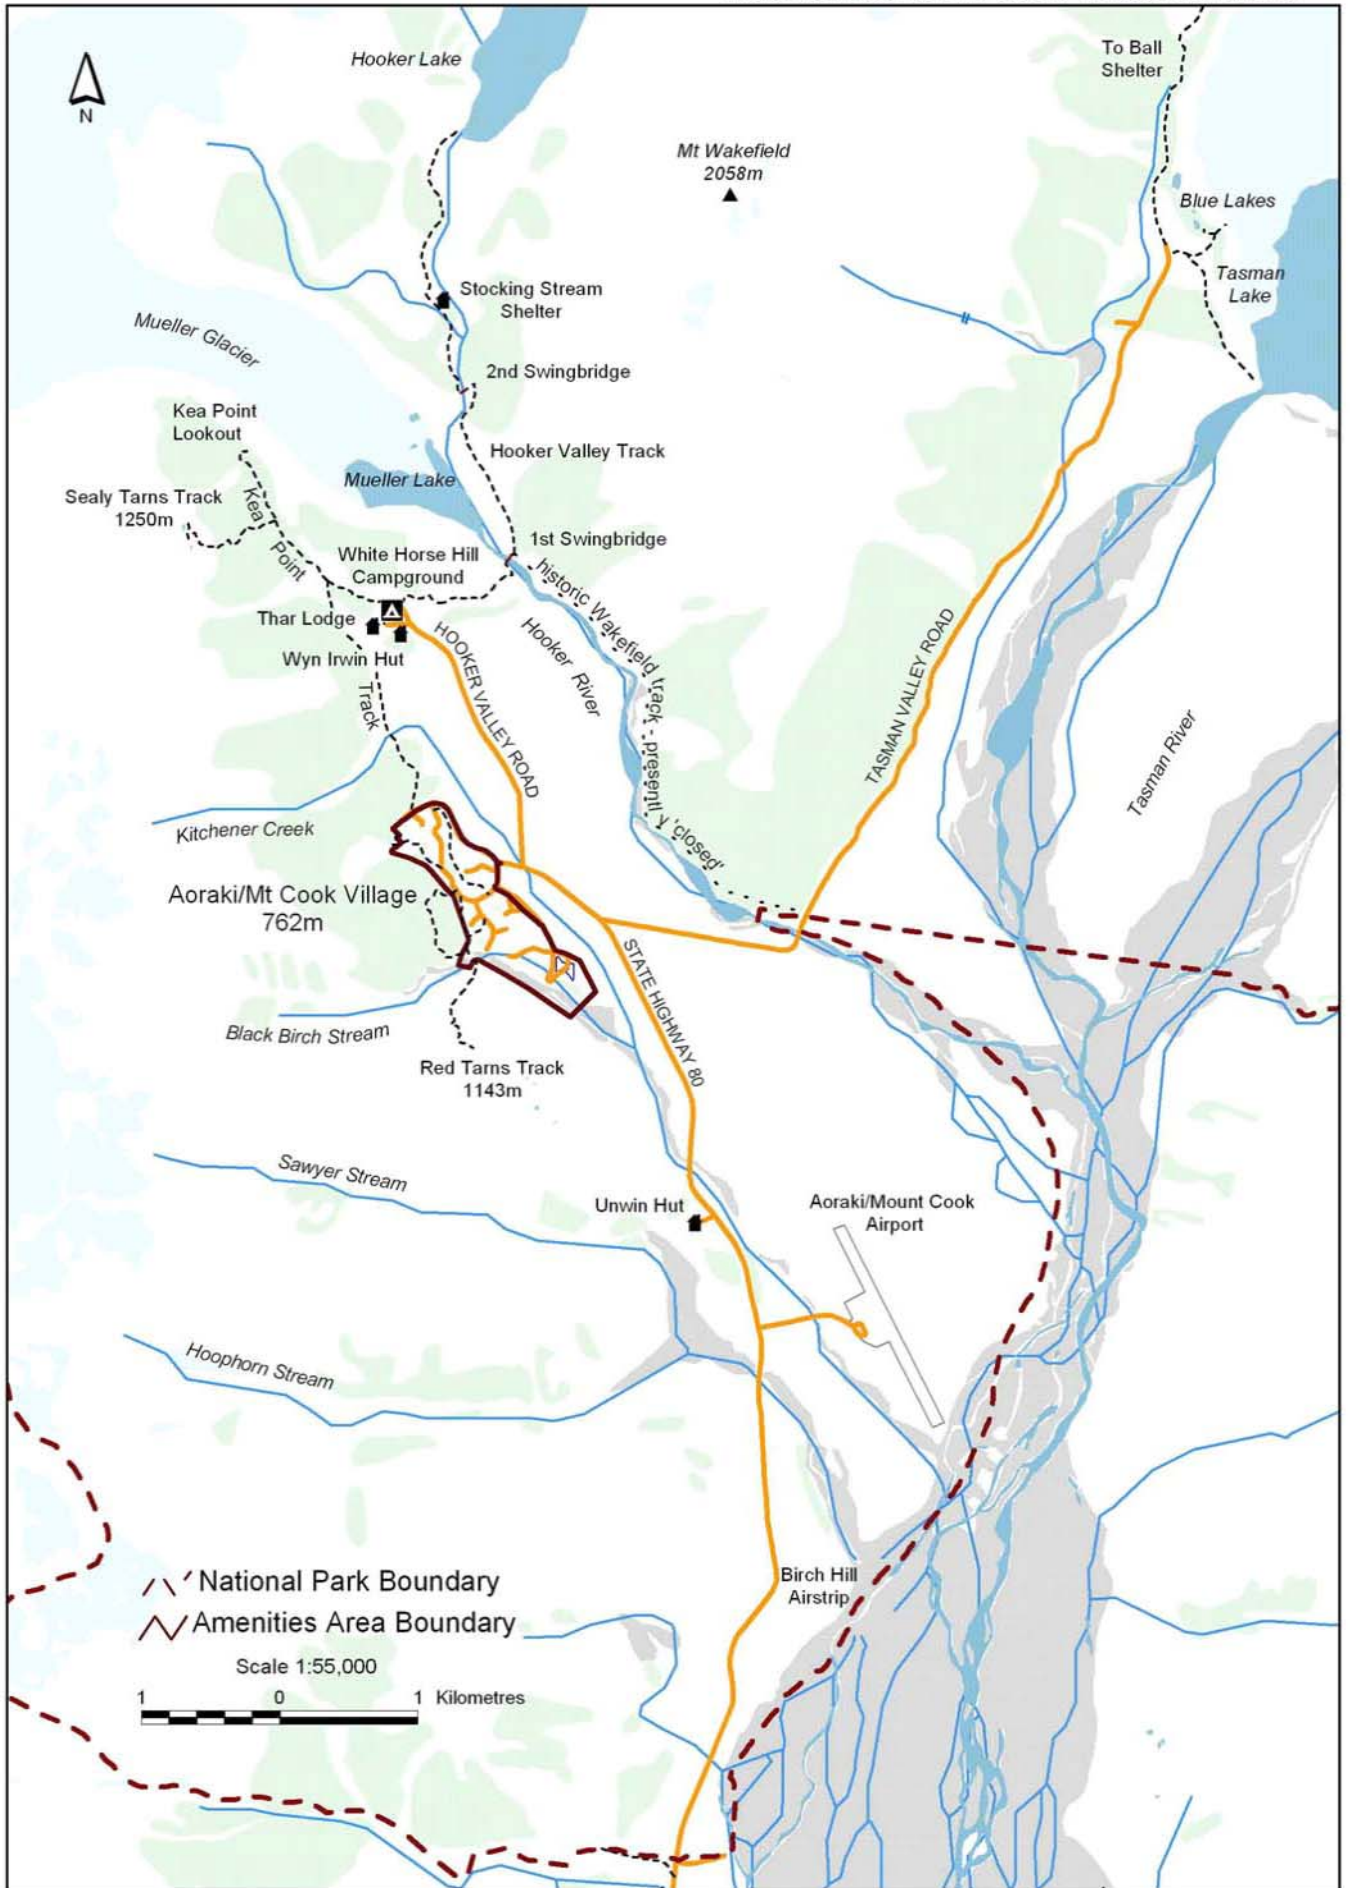 Hooker Lake
To Ball
Shelter
N
Mt Wakefield
2058m
Blue Lakes
Tasman
Lake
Stocking Stream
Shelter
Mueller Glacier
2nd Swingbridge
Kea Point
Lookout
Hooker Valley Track
Mueller Lake
Sealy Tarns Track
1250m
Kea
Point
Track
1st Swingbridge
White Horse Hill
Campground
historic Wakefield track - presently 'closed'
Thar Lodge
Wyn Irwin Hut
HOOKER VALLEY ROAD
Hooker River
TASMAN VALLEY ROAD
Tasman River
Kitchener Creek
Aoraki/Mt Cook Village
762m
STATE HIGHWAY 80
Black Birch Stream
Red Tarns Track
1143m
Sawyer Stream
Unwin Hut
Aoraki/Mount Cook
Airport
Hoophorn Stream
Birch Hill
Airstrip
National Park Boundary
Amenities Area Boundary
Scale 1:55,000
1 0 1 Kilometres